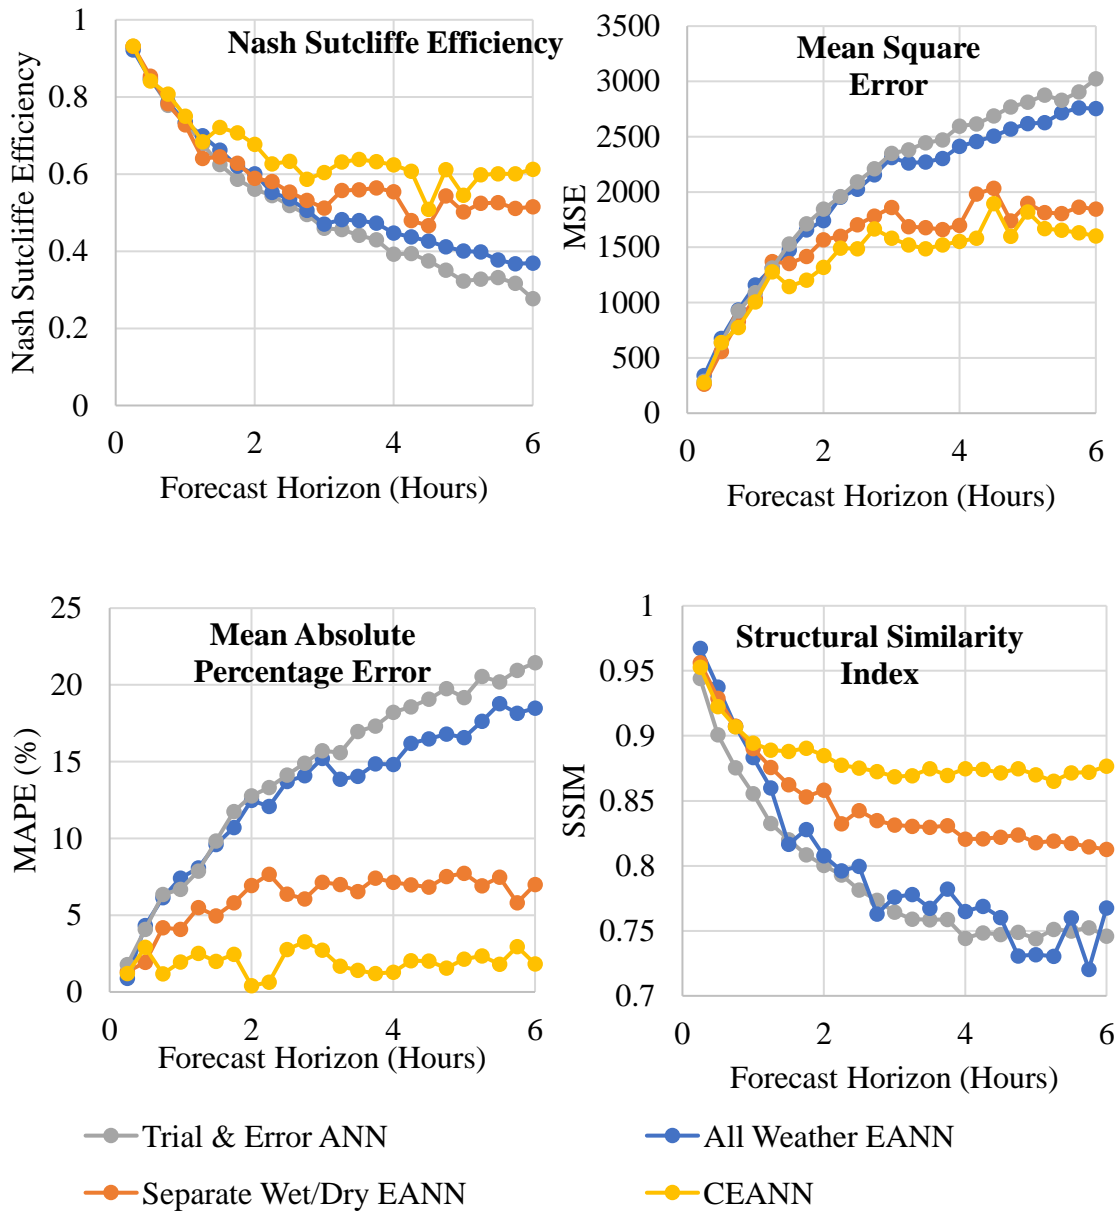 Nash Sutcliffe Efficiency
Nash Sutcliffe Efficiency
1
0.8
0.6
0.4
0.2
0
0 2 4 6
Forecast Horizon (Hours)
Mean Square
Error
MSE
3500
3000
2500
2000
1500
1000
500
0
0 2 4 6
Forecast Horizon (Hours)
Mean Absolute
Percentage Error
MAPE (%)
25
20
15
10
5
0
0 2 4 6
Forecast Horizon (Hours)
Structural Similarity
Index
SSIM
1
0.95
0.9
0.85
0.8
0.75
0.7
0 2 4 6
Forecast Horizon (Hours)
Trial & Error ANN
All Weather EANN
Separate Wet/Dry EANN
CEANN